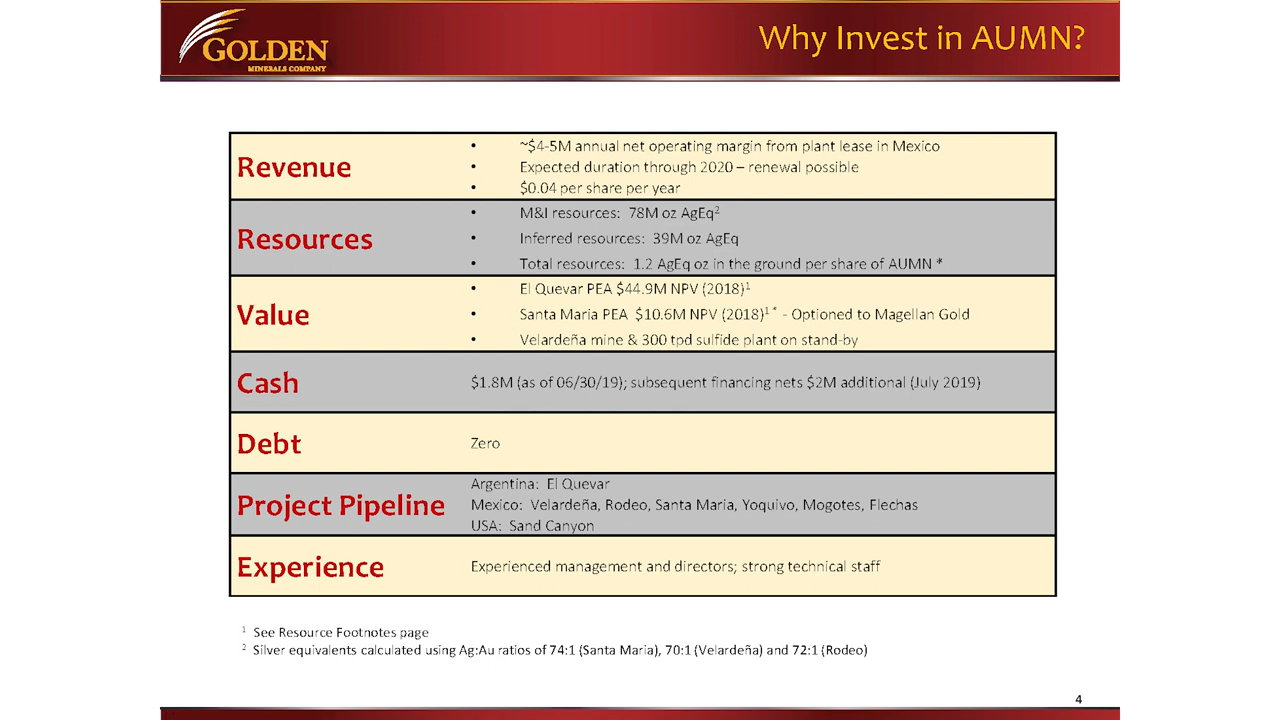 GOLDEN
MINERALS COMPANY
Why Invest in AUMN?
Revenue
• ~$4-5M annual net operating margin from plant lease in Mexico
• Expected duration through 2020 – renewal possible
• $0.04 per share per year
Resources
• M&I resources: 78M oz AgEq²
• Inferred resources: 39M oz AgEq
• Total resources: 1.2 AgEq oz in the ground per share of AUMN *
Value
• El Quevar PEA $44.9M NPV (2018)¹
• Santa Maria PEA $10.6M NPV (2018)¹ * - Optioned to Magellan Gold
• Velardeña mine & 300 tpd sulfide plant on stand-by
Cash
$1.8M (as of 06/30/19); subsequent financing nets $2M additional (July 2019)
Debt
Zero
Project Pipeline
Argentina: El Quevar
Mexico: Velardeña, Rodeo, Santa Maria, Yoquivo, Mogotes, Flechas
USA: Sand Canyon
Experience
Experienced management and directors; strong technical staff
¹ See Resource Footnotes page
² Silver equivalents calculated using Ag:Au ratios of 74:1 (Santa Maria), 70:1 (Velardeña) and 72:1 (Rodeo)
4